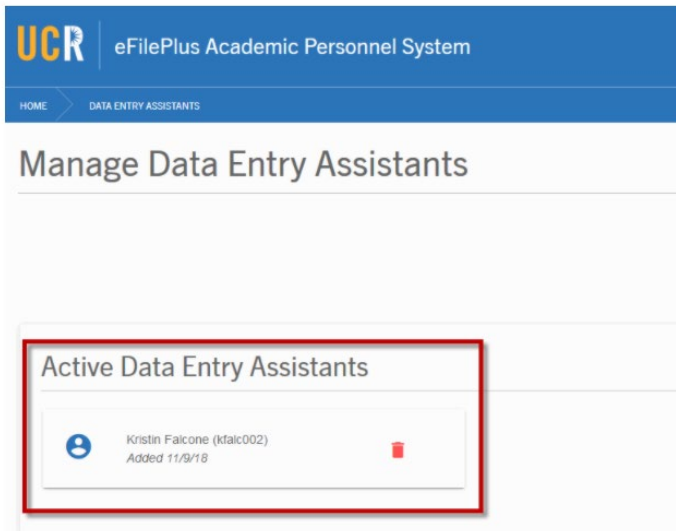 UCR eFilePlus Academic Personnel System
HOME DATA ENTRY ASSISTANTS
Manage Data Entry Assistants
Active Data Entry Assistants
Kristin Falcone (kfalc002)
Added 11/9/18